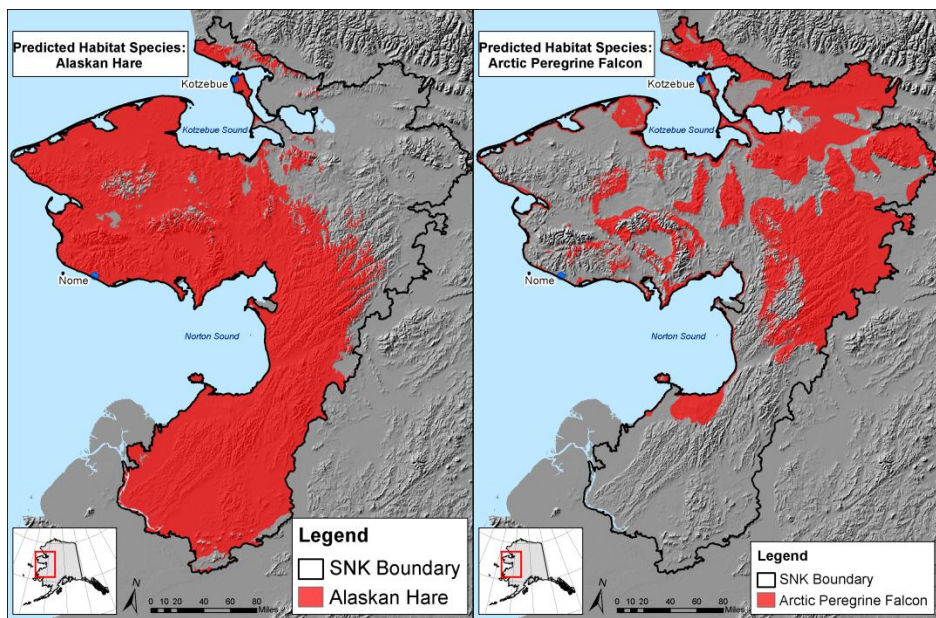 Predicted Habitat Species:
Alaskan Hare
Kotzebue
Kotzebue Sound
Nome
Norton Sound
Legend
SNK Boundary
Alaskan Hare
N
0 10 20 40 60 80
Miles
Predicted Habitat Species:
Arctic Peregrine Falcon
Kotzebue
Kotzebue Sound
Nome
Norton Sound
Legend
SNK Boundary
Arctic Peregrine Falcon
N
0 10 20 40 60 80
Miles